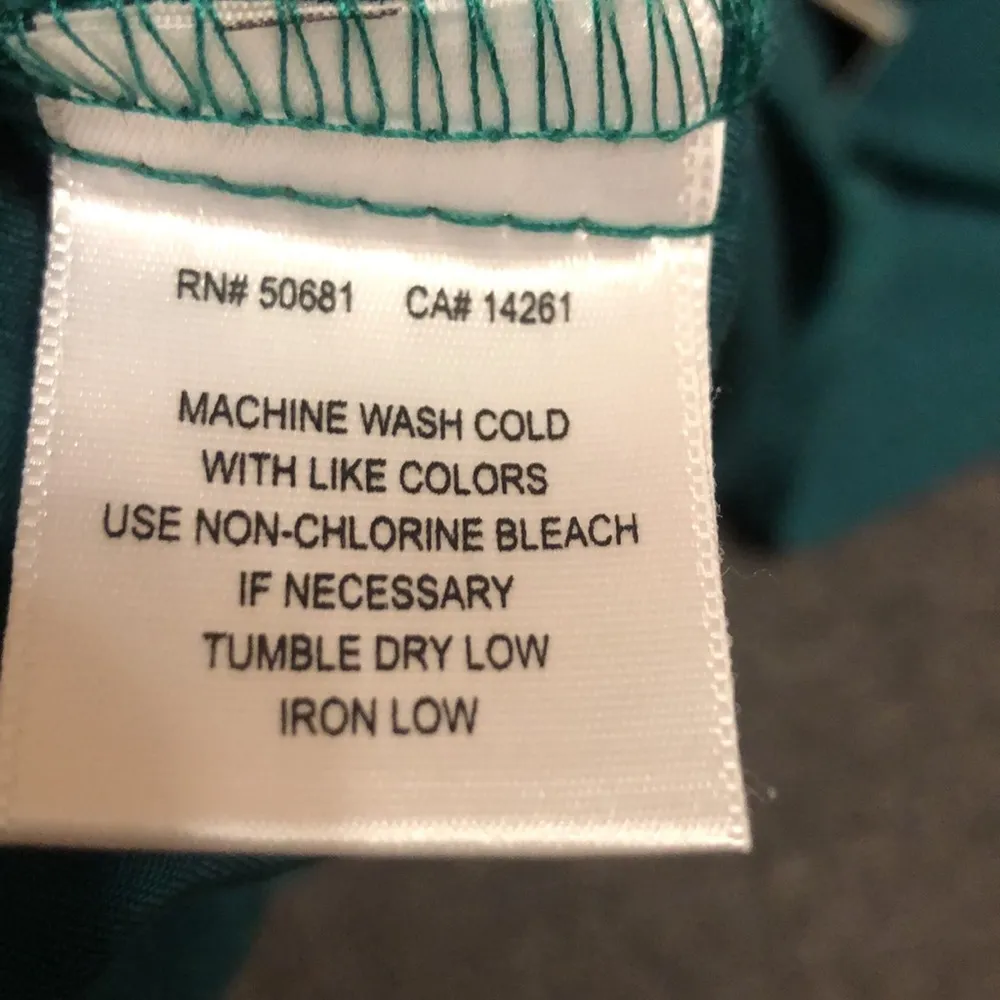 RN# 50681 CA# 14261
MACHINE WASH COLD
WITH LIKE COLORS
USE NON-CHLORINE BLEACH
IF NECESSARY
TUMBLE DRY LOW
IRON LOW